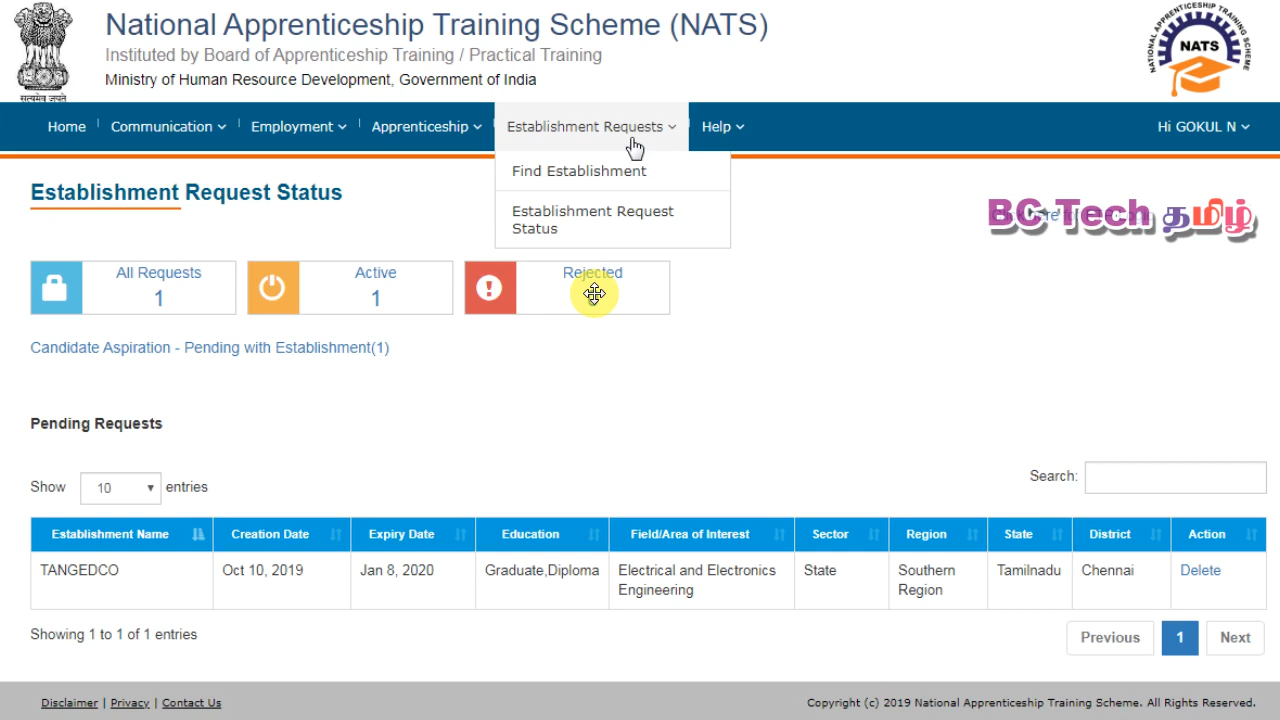 सत्यमेव जयते
National Apprenticeship Training Scheme (NATS)
Instituted by Board of Apprenticeship Training / Practical Training
Ministry of Human Resource Development, Government of India
NATIONAL APPRENTICESHIP TRAINING SCHEME
NATS
Home
Communication
Employment
Apprenticeship
Establishment Requests
Help
Hi GOKUL N
Find Establishment
Establishment Request
Status
Establishment Request Status
BC Tech தமிழ்
All Requests
1
Active
1
Rejected
Candidate Aspiration - Pending with Establishment(1)
Pending Requests
Show 10 entries
Search:
Establishment Name Creation Date Expiry Date Education Field/Area of Interest Sector Region State District Action
TANGEDCO Oct 10, 2019 Jan 8, 2020 Graduate,Diploma Electrical and Electronics State Southern Tamilnadu Chennai Delete
Engineering Region
Showing 1 to 1 of 1 entries
Previous 1 Next
Disclaimer | Privacy | Contact Us
Copyright (c) 2019 National Apprenticeship Training Scheme. All Rights Reserved.